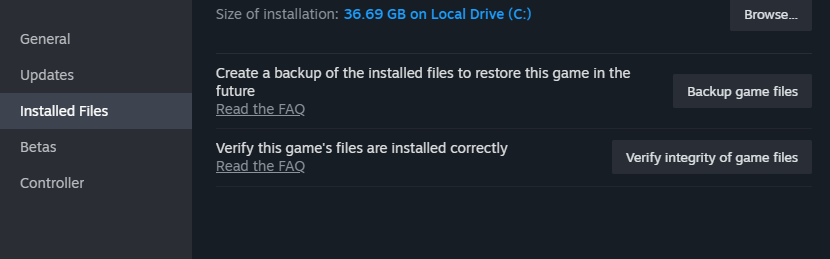 General
Updates
Installed Files
Betas
Controller
Size of installation: 36.69 GB on Local Drive (C:)
Browse...
Create a backup of the installed files to restore this game in the
future
Read the FAQ
Backup game files
Verify this game's files are installed correctly
Read the FAQ
Verify integrity of game files